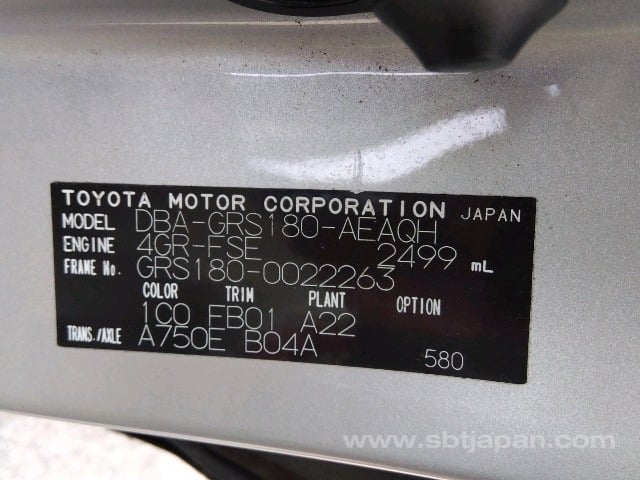 TOYOTA MOTOR CORPORATION JAPAN
MODEL DBA-GRS180-AEAQH
ENGINE 4GR-FSE 2499 mL
FRAME No. GRS180-0022263
COLOR TRIM PLANT OPTION
1C0 FB01 A22
TRANS./AXLE A750E B04A 580
www.sbtjapan.com